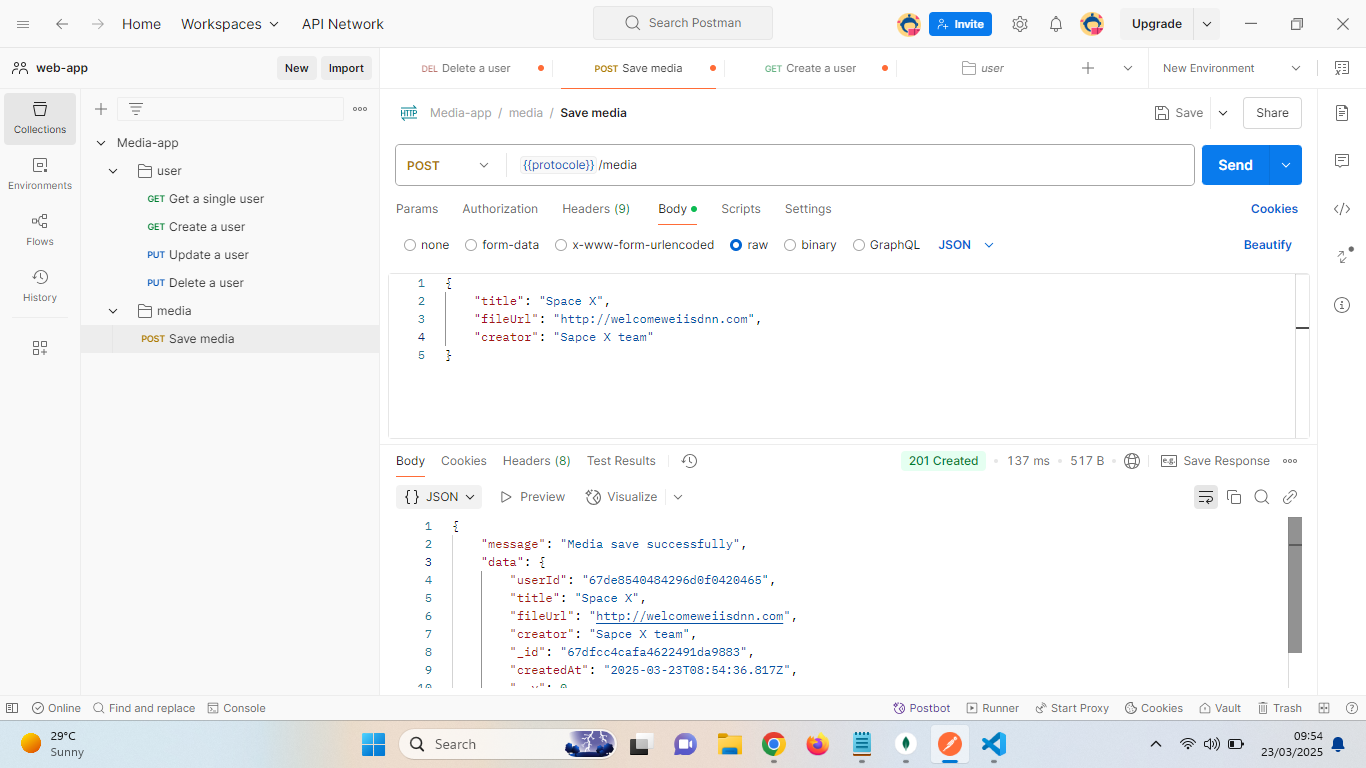 Home Workspaces API Network Search Postman Invite Upgrade
web-app New Import DEL Delete a user POST Save media GET Create a user user New Environment
Collections
Environments
Flows
History
Media-app
user
GET Get a single user
GET Create a user
PUT Update a user
PUT Delete a user
media
POST Save media
HTTP Media-app / media / Save media Save Share
POST {{protocole}} /media Send
Params Authorization Headers (9) Body Scripts Settings Cookies
none form-data x-www-form-urlencoded raw binary GraphQL JSON Beautify
1 {
2 "title": "Space X",
3 "fileUrl": "http://welcomeweiisdnn.com",
4 "creator": "Sapce X team"
5 }
Body Cookies Headers (8) Test Results 201 Created 137 ms 517 B e.g. Save Response
{} JSON Preview Visualize
1 {
2 "message": "Media save successfully",
3 "data": {
4 "userId": "67de8540484296d0f0420465",
5 "title": "Space X",
6 "fileUrl": "http://welcomeweiisdnn.com",
7 "creator": "Sapce X team",
8 "_id": "67dfcc4cafa4622491da9883",
9 "createdAt": "2025-03-23T08:54:36.817Z",
Online Find and replace Console Postbot Runner Start Proxy Cookies Vault Trash
29°C
Sunny
Search
09:54
23/03/2025